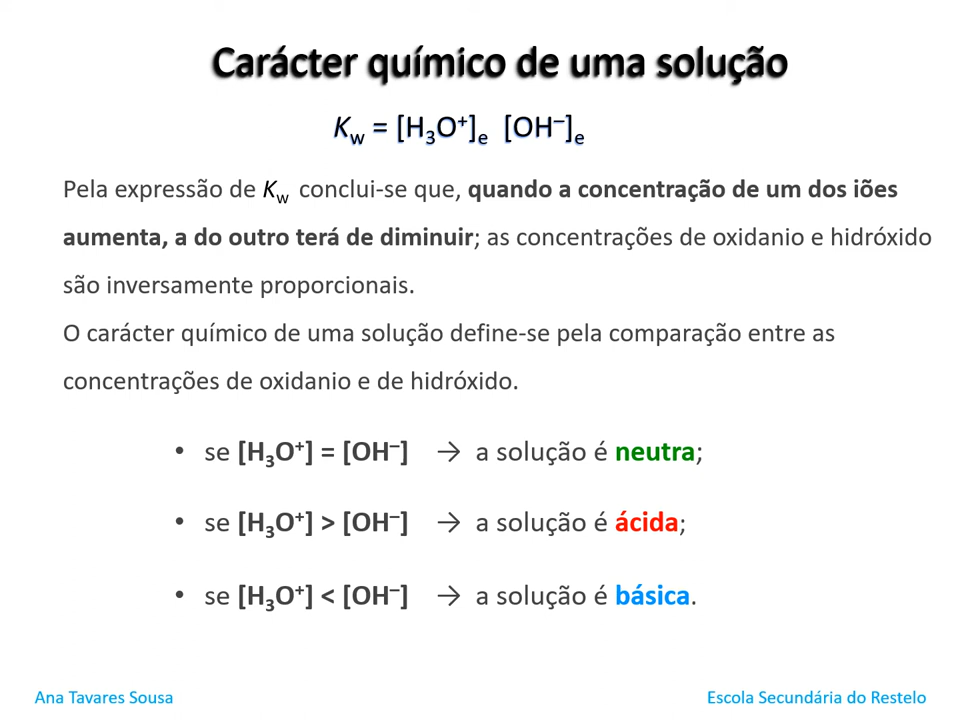 Carácter químico de uma solução
Kw = [H₃O⁺]e [OH⁻]e
Pela expressão de Kw conclui-se que, quando a concentração de um dos iões
aumenta, a do outro terá de diminuir; as concentrações de oxidanio e hidróxido
são inversamente proporcionais.
O carácter químico de uma solução define-se pela comparação entre as
concentrações de oxidanio e de hidróxido.
• se [H₃O⁺] = [OH⁻] → a solução é neutra;
• se [H₃O⁺] > [OH⁻] → a solução é ácida;
• se [H₃O⁺] < [OH⁻] → a solução é básica.
Ana Tavares Sousa
Escola Secundária do Restelo